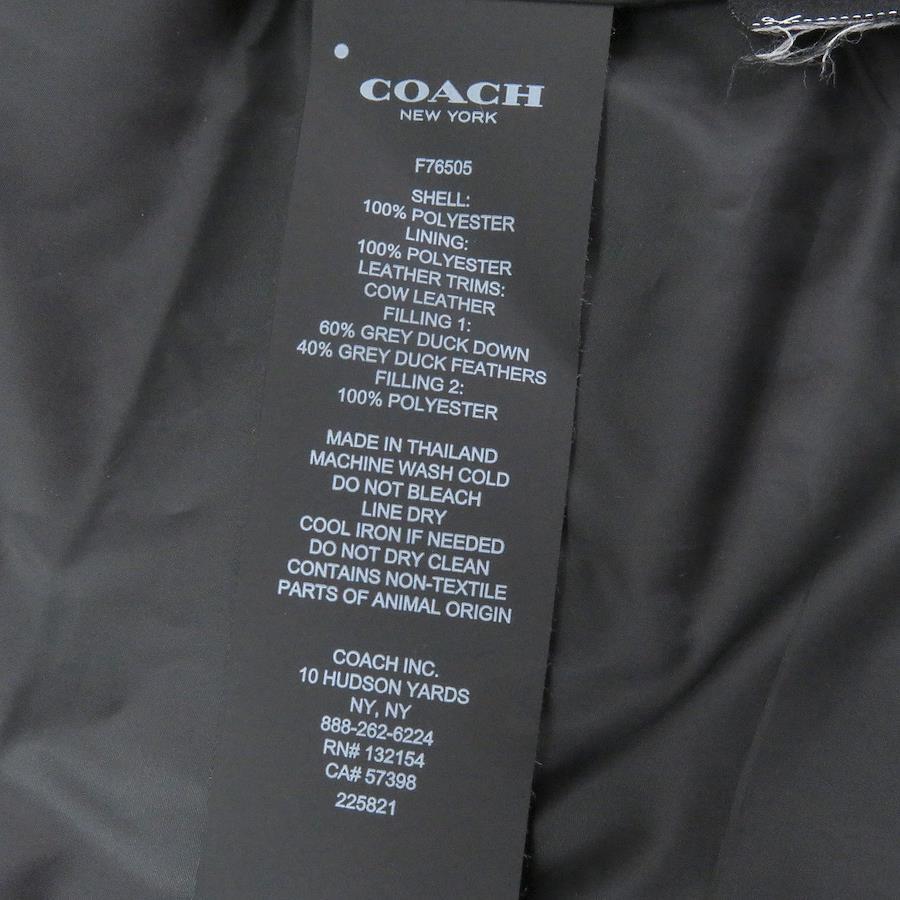 COACH
NEW YORK
F76505
SHELL:
100% POLYESTER
LINING:
100% POLYESTER
LEATHER TRIMS:
COW LEATHER
FILLING 1:
60% GREY DUCK DOWN
40% GREY DUCK FEATHERS
FILLING 2:
100% POLYESTER
MADE IN THAILAND
MACHINE WASH COLD
DO NOT BLEACH
LINE DRY
COOL IRON IF NEEDED
DO NOT DRY CLEAN
CONTAINS NON-TEXTILE
PARTS OF ANIMAL ORIGIN
COACH INC.
10 HUDSON YARDS
NY, NY
888-262-6224
RN# 132154
CA# 57398
225821